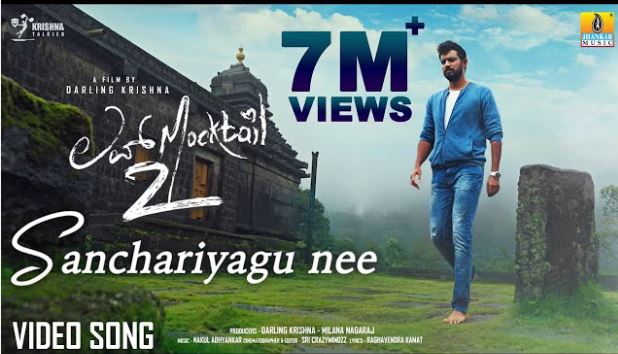 KRISHNA
TALKIES
JHANKAR
MUSIC
7M+
VIEWS
A FILM BY
DARLING KRISHNA
ಲವ್ Mocktail
2
Sanchariyagu nee
VIDEO SONG
PRODUCERS - DARLING KRISHNA - MILANA NAGARAJ
MUSIC - NAKUL ABHYANKAR CINEMATOGRAPHER & EDITOR - SRI CRAZYMINDZZ LYRICS - RAGHAVENDRA KAMAT